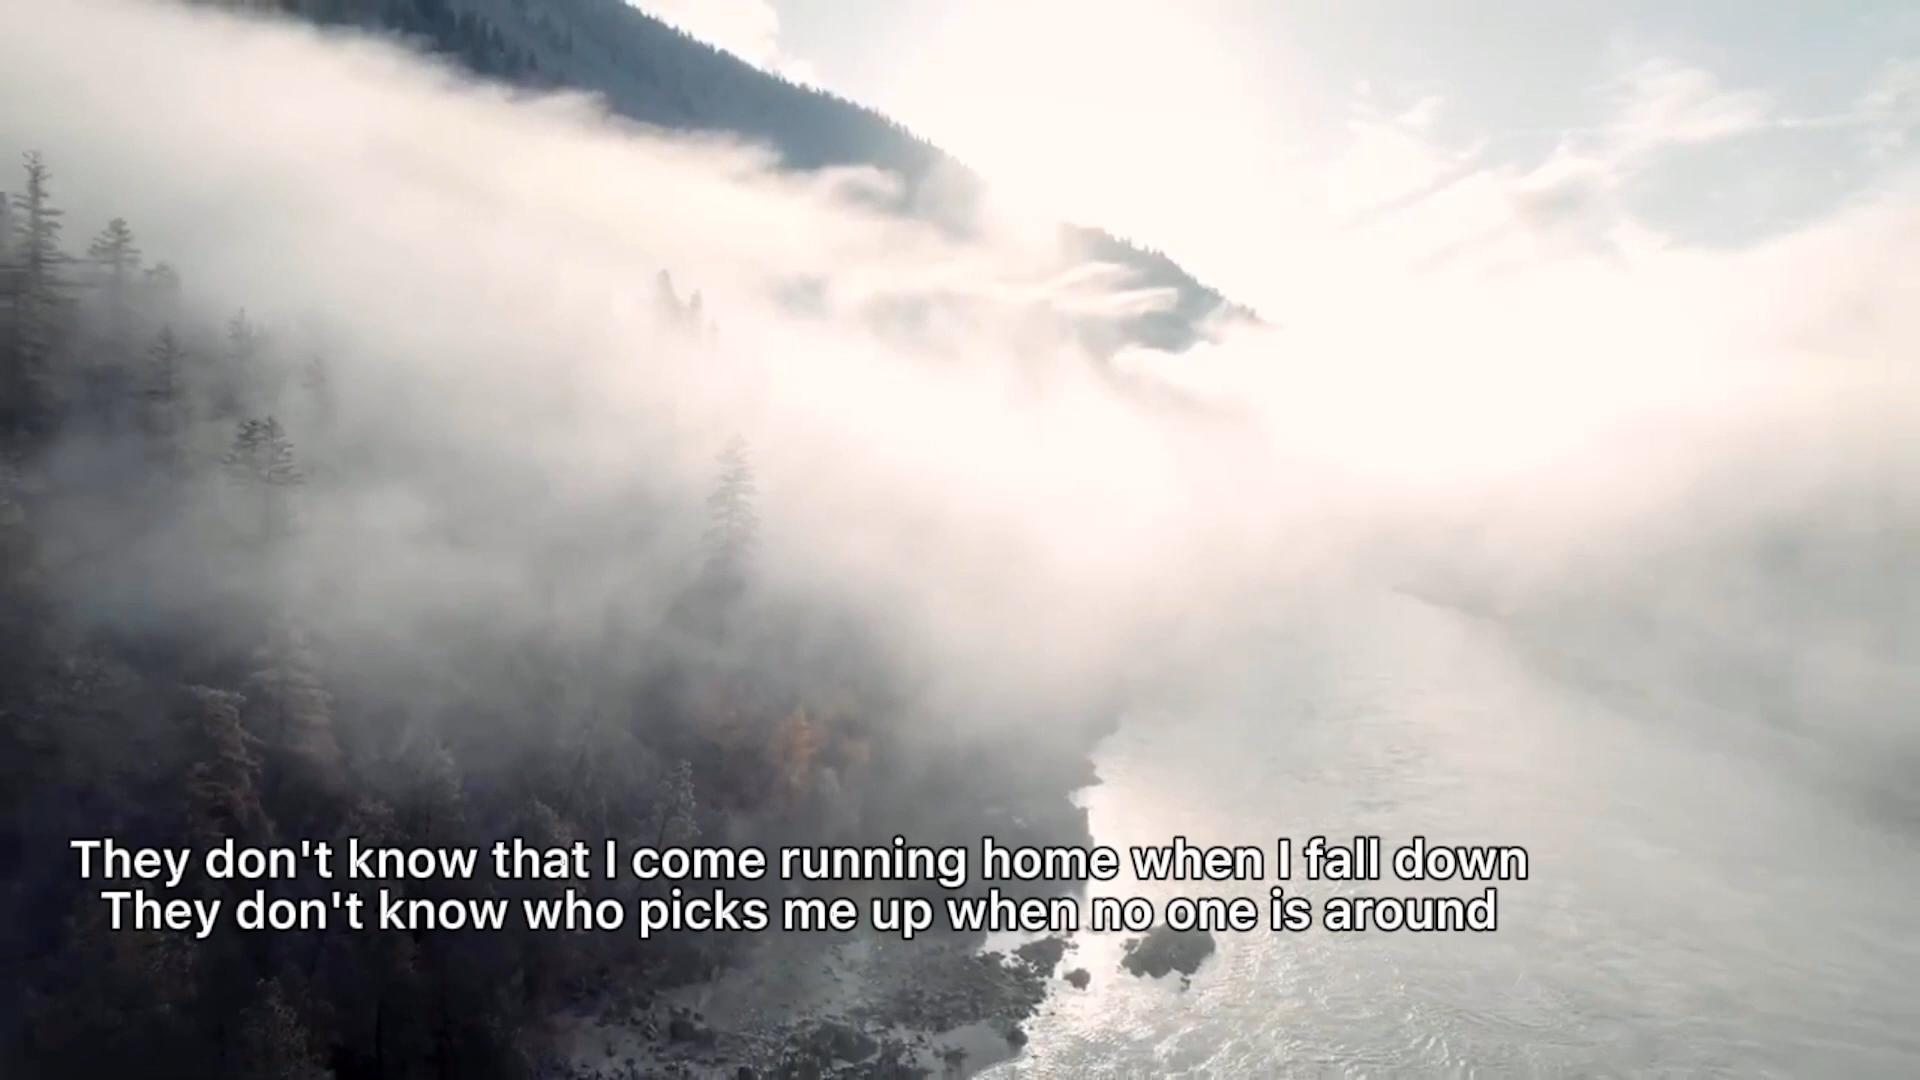 They don't know that I come running home when I fall down
They don't know who picks me up when no one is around